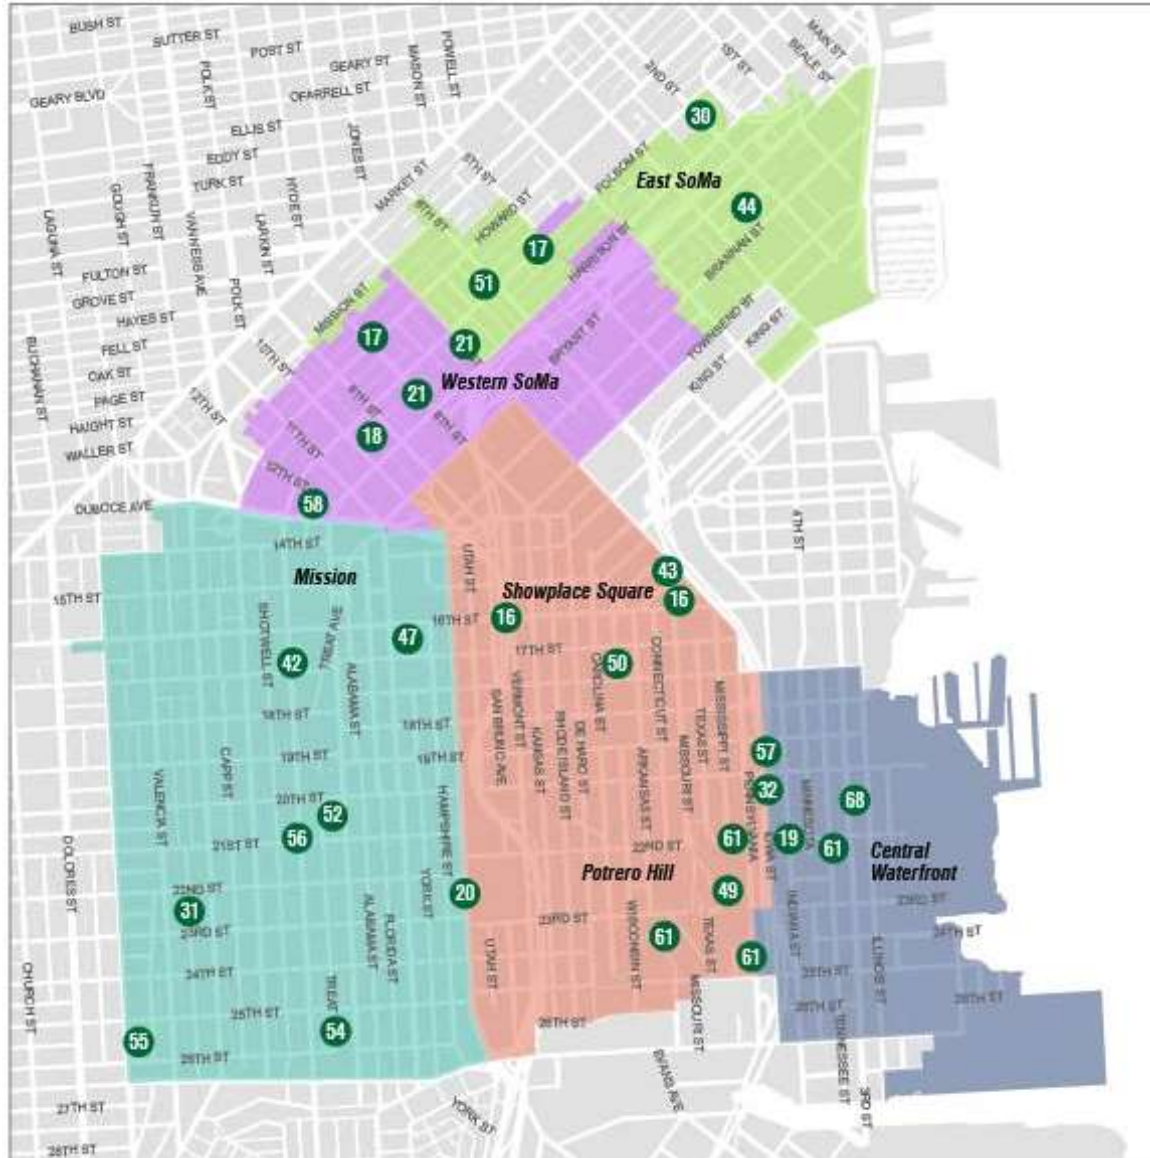 BUSH ST
SUTTER ST
POST ST
GEARY ST
GEARY BLVD
OFARRELL ST
POLK ST
MASON ST
POWELL ST
ELLIS ST
EDDY ST
TURK ST
JONES ST
HYDE ST
FRANKLIN ST
GOUGH ST
LAGUNA ST
VAN NESS AVE
LARKIN ST
POLK ST
FULTON ST
GROVE ST
HAYES ST
FELL ST
OAK ST
PAGE ST
HAIGHT ST
WALLER ST
BUCHANAN ST
DUBOCE AVE
MARKET ST
MAIN ST
BEALE ST
1ST ST
2ND ST
30
FOLSOM ST
East SoMa
44
HOWARD ST
17
51
HARRISON ST
BRANNAN ST
MISSION ST
17
21
BRYANT ST
TOWNSEND ST
KING ST
KING ST
Western SoMa
21
10TH ST
12TH ST
18
11TH ST
12TH ST
58
4TH ST
14TH ST
Mission
UTAH ST
Showplace Square
43
16
15TH ST
16TH ST
16
17TH ST
SHOTWELL ST
TREAT AVE
47
42
ALABAMA ST
50
CAROLINA ST
CONNECTICUT ST
VERMONT ST
SAN BRUNO AVE
KANSAS ST
RHODE ISLAND ST
DE HARO ST
ARKANSAS ST
MISSOURI ST
TEXAS ST
MISSISSIPPI ST
18TH ST
18TH ST
19TH ST
19TH ST
57
32
PENNSYLVANIA
MINNESOTA
68
CAPP ST
VALENCIA ST
DOLORES ST
20TH ST
52
56
21ST ST
HAMPSHIRE ST
22ND ST
61
19
61
Central
Waterfront
Potrero Hill
IOWA ST
49
22ND ST
31
23RD ST
YORK ST
20
23RD ST
WISCONSIN ST
61
TEXAS ST
61
INDIANA ST
23RD ST
24TH ST
ALABAMA ST
FLORIDA ST
UTAH ST
24TH ST
25TH ST
ILLINOIS ST
CHURCH ST
TREAT
25TH ST
54
55
26TH ST
26TH ST
MISSOURI ST
26TH ST
26TH ST
EVANS AVE
TENNESSEE ST
3RD ST
27TH ST
28TH ST
YORK ST